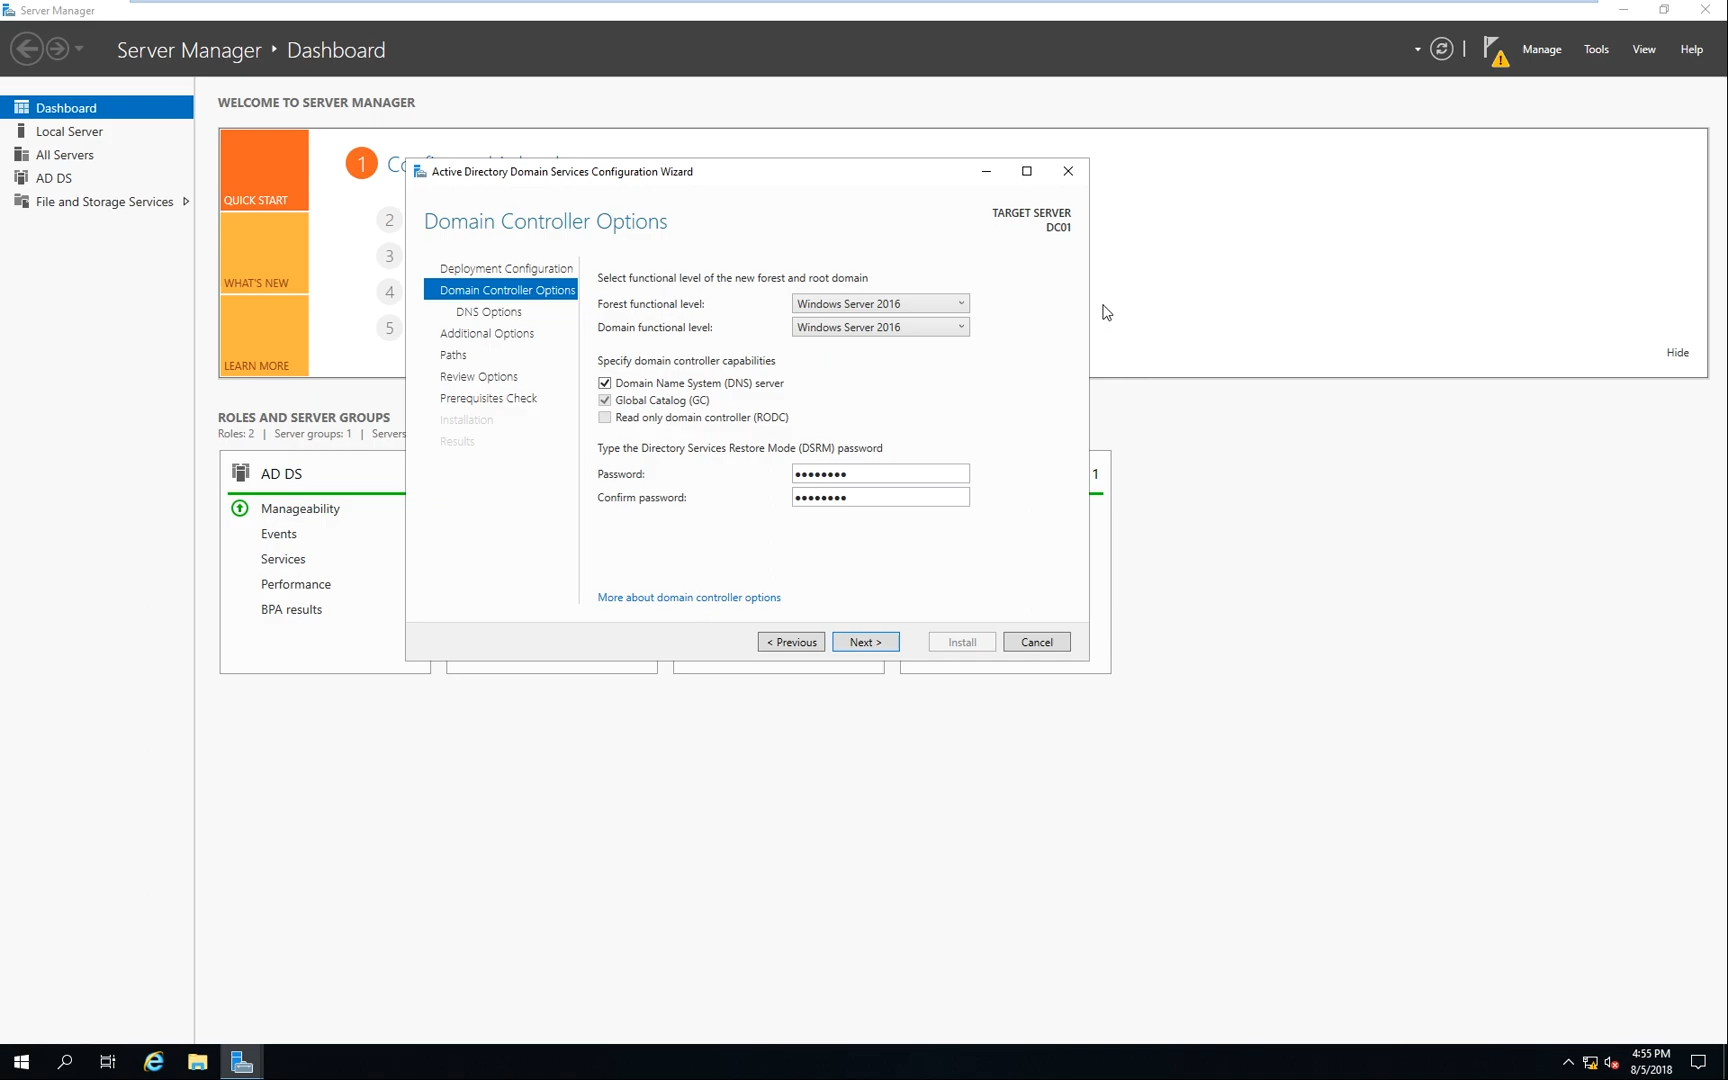 Server Manager
Server Manager ‣ Dashboard
Manage Tools View Help
Dashboard
Local Server
All Servers
AD DS
File and Storage Services
WELCOME TO SERVER MANAGER
QUICK START
WHAT'S NEW
LEARN MORE
1
2
3
4
5
Hide
ROLES AND SERVER GROUPS
Roles: 2 | Server groups: 1 | Servers
AD DS
1
Manageability
Events
Services
Performance
BPA results
Active Directory Domain Services Configuration Wizard
Domain Controller Options
TARGET SERVER
DC01
Deployment Configuration
Domain Controller Options
DNS Options
Additional Options
Paths
Review Options
Prerequisites Check
Installation
Results
Select functional level of the new forest and root domain
Forest functional level: Windows Server 2016
Domain functional level: Windows Server 2016
Specify domain controller capabilities
Domain Name System (DNS) server
Global Catalog (GC)
Read only domain controller (RODC)
Type the Directory Services Restore Mode (DSRM) password
Password: ••••••••
Confirm password: ••••••••
More about domain controller options
< Previous Next > Install Cancel
4:55 PM
8/5/2018